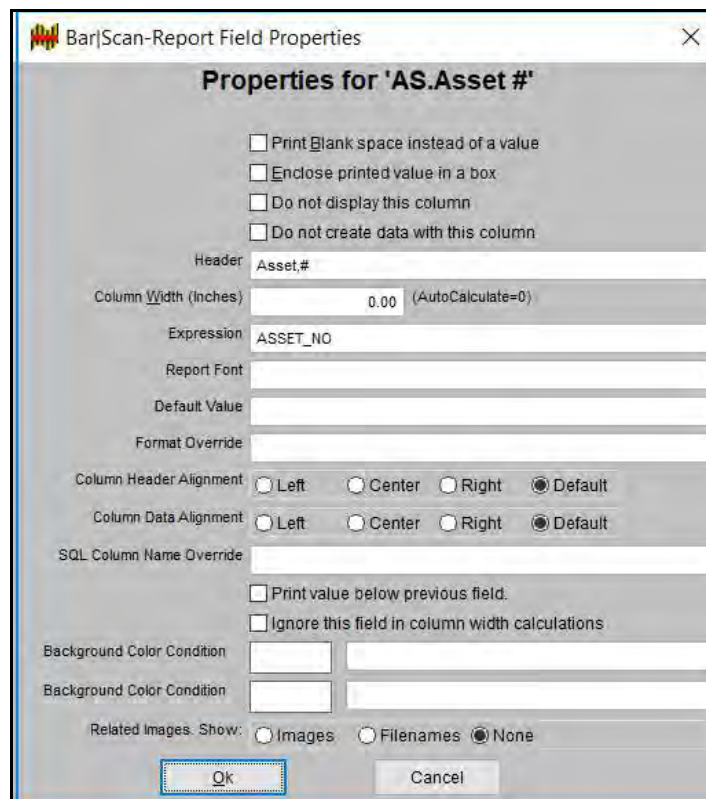 Bar|Scan-Report Field Properties
Properties for 'AS.Asset #'
Print Blank space instead of a value
Enclose printed value in a box
Do not display this column
Do not create data with this column
Header Asset,#
Column Width (Inches) 0.00 (AutoCalculate=0)
Expression ASSET_NO
Report Font
Default Value
Format Override
Column Header Alignment Left Center Right Default
Column Data Alignment Left Center Right Default
SQL Column Name Override
Print value below previous field.
Ignore this field in column width calculations
Background Color Condition
Background Color Condition
Related Images. Show: Images Filenames None
Ok Cancel